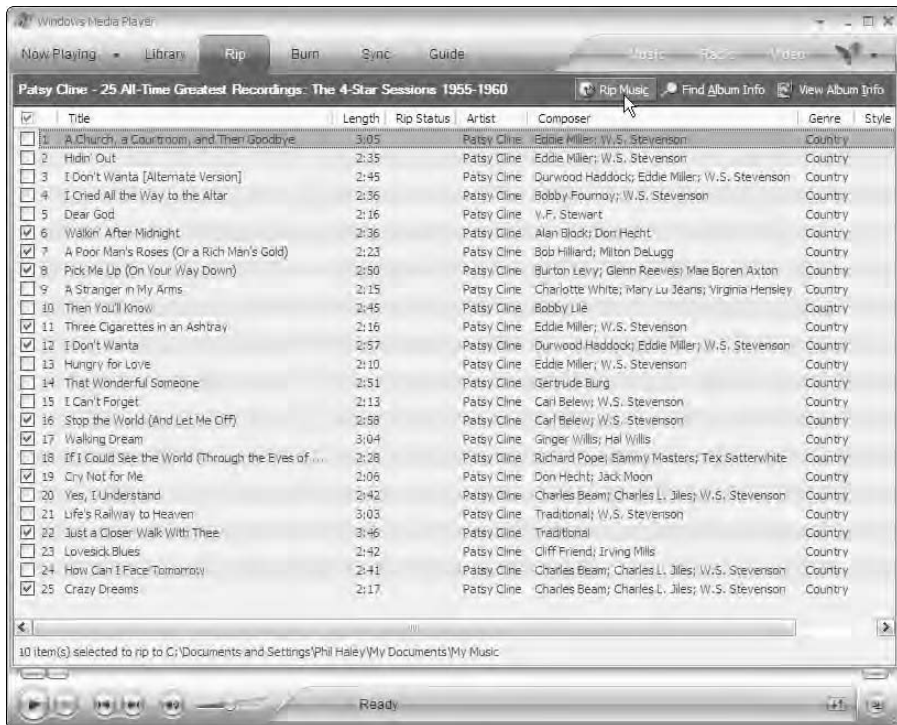 Windows Media Player
Now Playing Library Rip Burn Sync Guide Music Radio Video
Patsy Cline - 25 All-Time Greatest Recordings: The 4-Star Sessions 1955-1960 Rip Music Find Album Info View Album Info
Title Length Rip Status Artist Composer Genre Style
1 A Church, a Courtroom, and Then Goodbye 3:05 Patsy Cline Eddie Miller; W.S. Stevenson Country
2 Hidin' Out 2:35 Patsy Cline Eddie Miller; W.S. Stevenson Country
3 I Don't Wanta [Alternate Version] 2:45 Patsy Cline Durwood Haddock; Eddie Miller; W.S. Stevenson Country
4 I Cried All the Way to the Altar 2:36 Patsy Cline Bobby Fournoy; W.S. Stevenson Country
5 Dear God 2:16 Patsy Cline V.F. Stewart Country
6 Walkin' After Midnight 2:36 Patsy Cline Alan Block; Don Hecht Country
7 A Poor Man's Roses (Or a Rich Man's Gold) 2:23 Patsy Cline Bob Hilliard; Milton DeLugg Country
8 Pick Me Up (On Your Way Down) 2:50 Patsy Cline Burton Levy; Glenn Reeves; Mae Boren Axton Country
9 A Stranger in My Arms 2:15 Patsy Cline Charlotte White; Mary Lu Jeans; Virginia Hensley Country
10 Then You'll Know 2:45 Patsy Cline Bobby Lile Country
11 Three Cigarettes in an Ashtray 2:16 Patsy Cline Eddie Miller; W.S. Stevenson Country
12 I Don't Wanta 2:57 Patsy Cline Durwood Haddock; Eddie Miller; W.S. Stevenson Country
13 Hungry for Love 2:10 Patsy Cline Eddie Miller; W.S. Stevenson Country
14 That Wonderful Someone 2:51 Patsy Cline Gertrude Burg Country
15 I Can't Forget 2:13 Patsy Cline Carl Belew; W.S. Stevenson Country
16 Stop the World (And Let Me Off) 2:58 Patsy Cline Carl Belew; W.S. Stevenson Country
17 Walking Dream 3:04 Patsy Cline Ginger Willis; Hal Willis Country
18 If I Could See the World (Through the Eyes of ... 2:28 Patsy Cline Richard Pope; Sammy Masters; Tex Satterwhite Country
19 Cry Not for Me 2:06 Patsy Cline Don Hecht; Jack Moon Country
20 Yes, I Understand 2:42 Patsy Cline Charles Beam; Charles L. Jiles; W.S. Stevenson Country
21 Life's Railway to Heaven 3:03 Patsy Cline Traditional; W.S. Stevenson Country
22 Just a Closer Walk With Thee 3:46 Patsy Cline Traditional Country
23 Lovesick Blues 2:42 Patsy Cline Cliff Friend; Irving Mills Country
24 How Can I Face Tomorrow 2:41 Patsy Cline Charles Beam; Charles L. Jiles; W.S. Stevenson Country
25 Crazy Dreams 2:17 Patsy Cline Charles Beam; Charles L. Jiles; W.S. Stevenson Country
10 item(s) selected to rip to C:\Documents and Settings\Phil Haley\My Documents\My Music
Ready